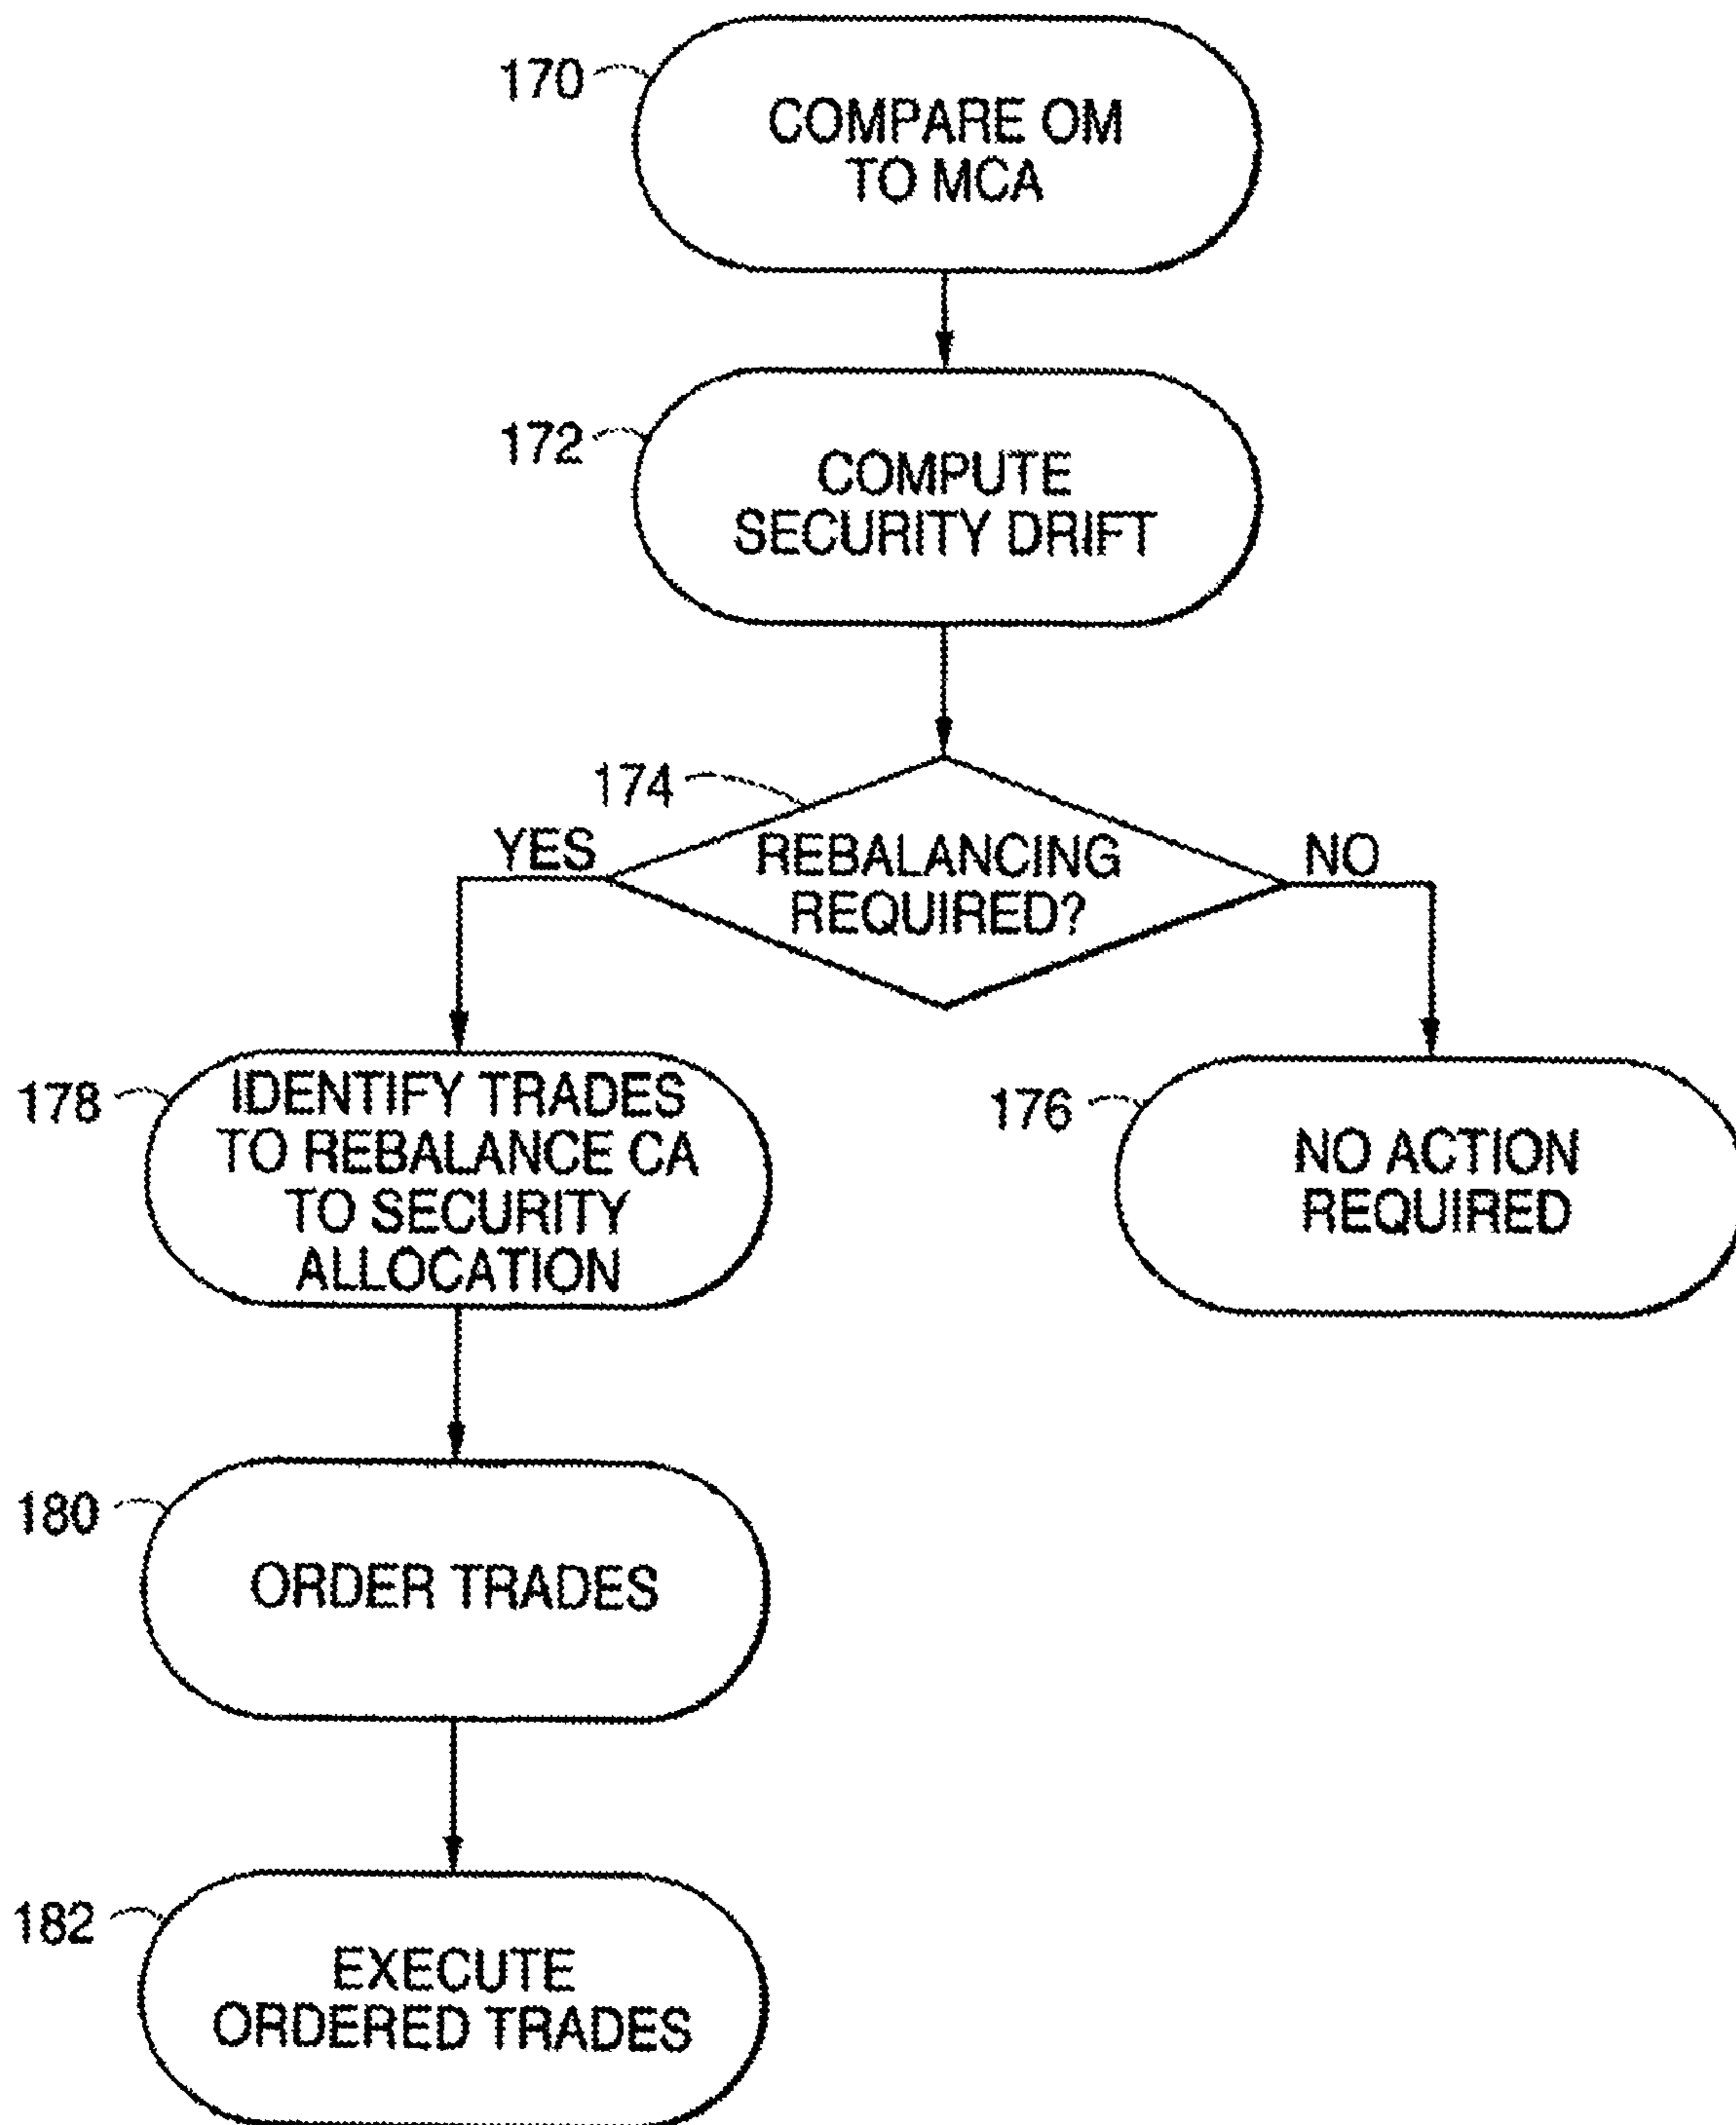 170
COMPARE OM
TO MCA
172
COMPUTE
SECURITY DRIFT
174
YES
REBALANCING
REQUIRED?
NO
178
IDENTIFY TRADES
TO REBALANCE CA
TO SECURITY
ALLOCATION
176
NO ACTION
REQUIRED
180
ORDER TRADES
182
EXECUTE
ORDERED TRADES